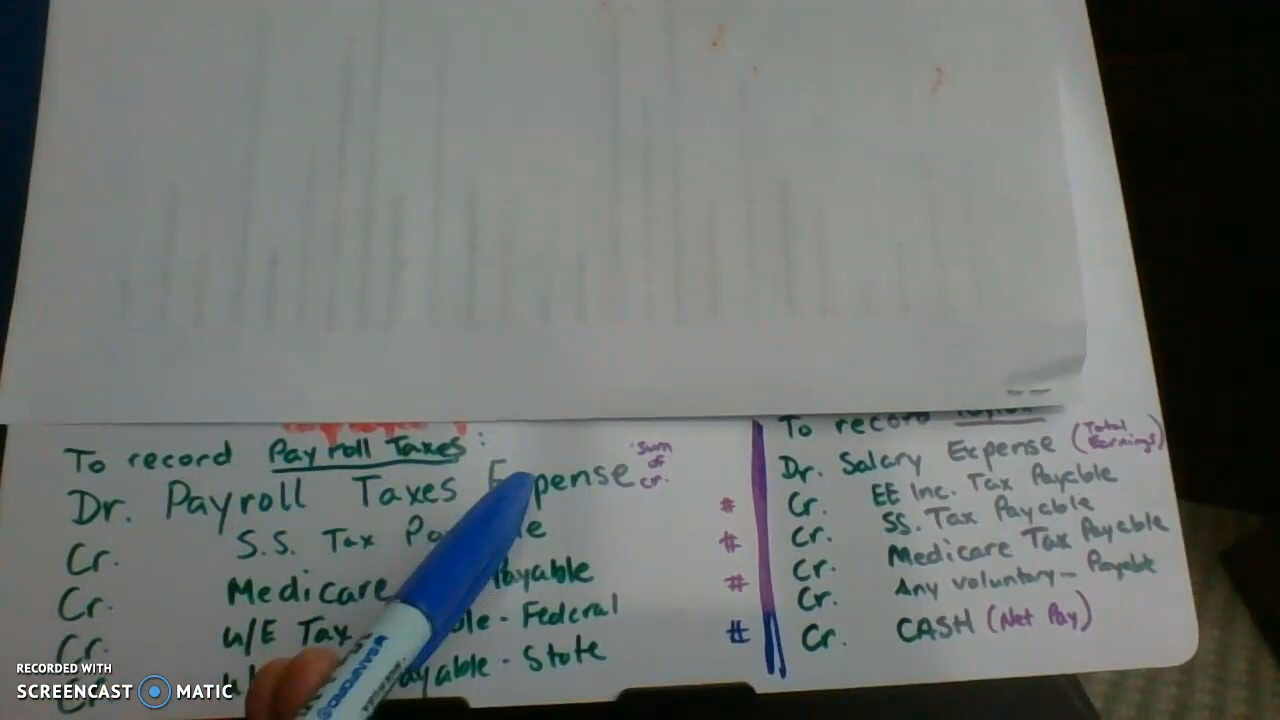 To record Payroll Taxes:
Dr. Payroll Taxes Expense sum of cr.
Cr. S.S. Tax #
Cr. Medicare Payable #
Cr. U/E Tax - Federal #
Cr. - State #
To record
Dr. Salary Expense (Total Earnings)
Cr. EE Inc. Tax Payable
Cr. SS. Tax Payable
Cr. Medicare Tax Payable
Cr. Any voluntary - Payable
Cr. CASH (Net Pay)
SANFORD
RECORDED WITH
SCREENCAST MATIC